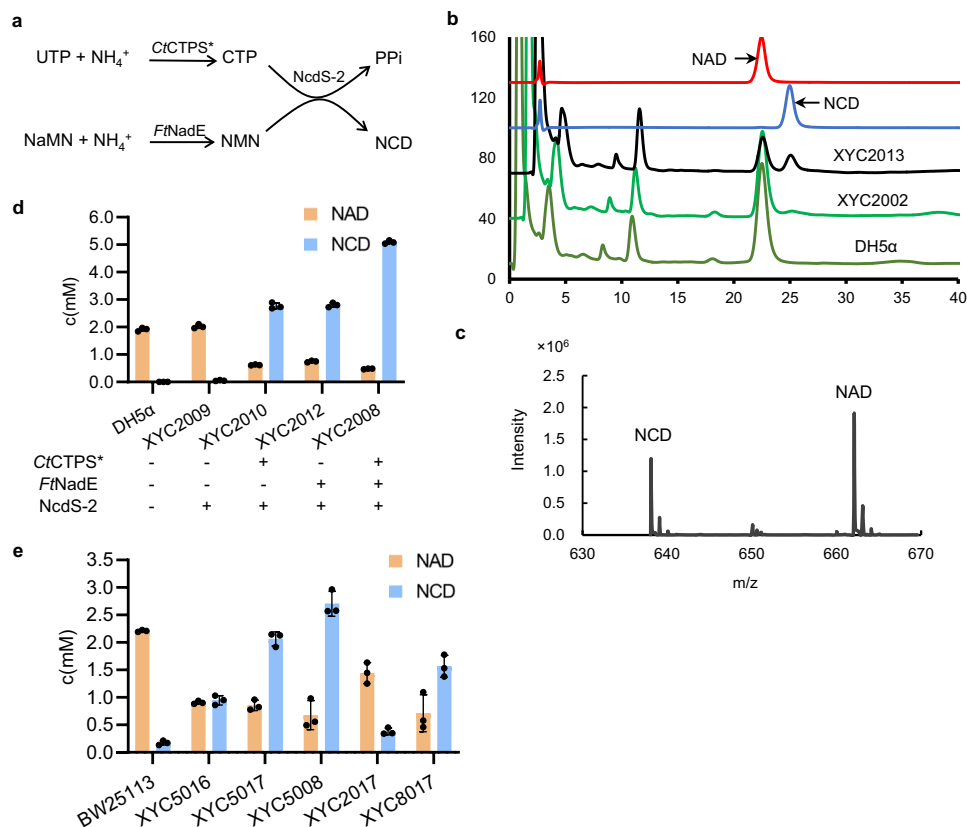 a
UTP + NH₄⁺
CtCTPS*
CTP
PPi
NcdS-2
NaMN + NH₄⁺
FtNadE
NMN
NCD
b
160
120
80
40
0
NAD
NCD
XYC2013
XYC2002
DH5α
0 5 10 15 20 25 30 35 40
d
NAD
NCD
c(mM)
6.0
5.0
4.0
3.0
2.0
1.0
0.0
DH5α XYC2009 XYC2010 XYC2012 XYC2008
CtCTPS* - - + - +
FtNadE - - - + +
NcdS-2 - + + + +
c
×10⁶
Intensity
2.5
2.0
1.5
1.0
0.5
0.0
NCD
NAD
630 640 650 660 670
m/z
e
NAD
NCD
c(mM)
3.5
3.0
2.5
2.0
1.5
1.0
0.5
0.0
BW25113 XYC5016 XYC5017 XYC5008 XYC2017 XYC8017